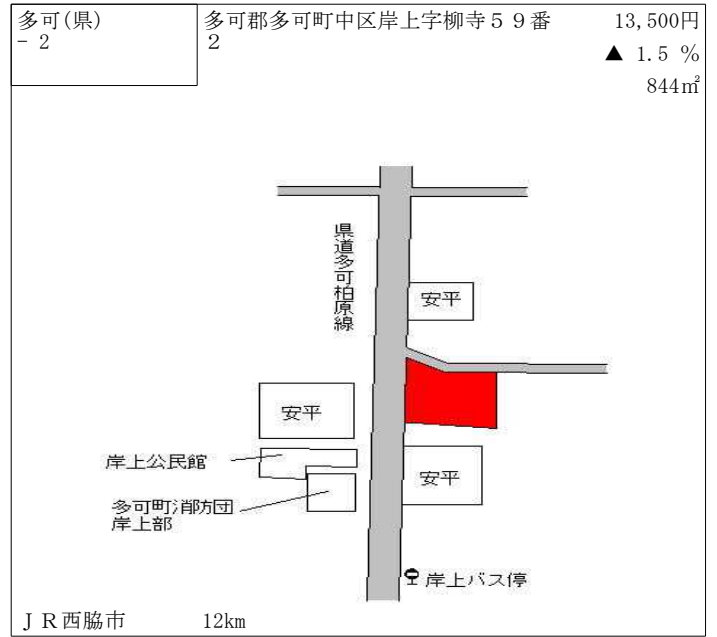 多可(県)
- 2
多可郡多可町中区岸上字柳寺５９番
2
13,500円
▲ 1.5 %
844㎡
県道多可柏原線
安平
安平
岸上公民館
安平
多可町消防団
岸上部
岸上バス停
ＪＲ西脇市 12km